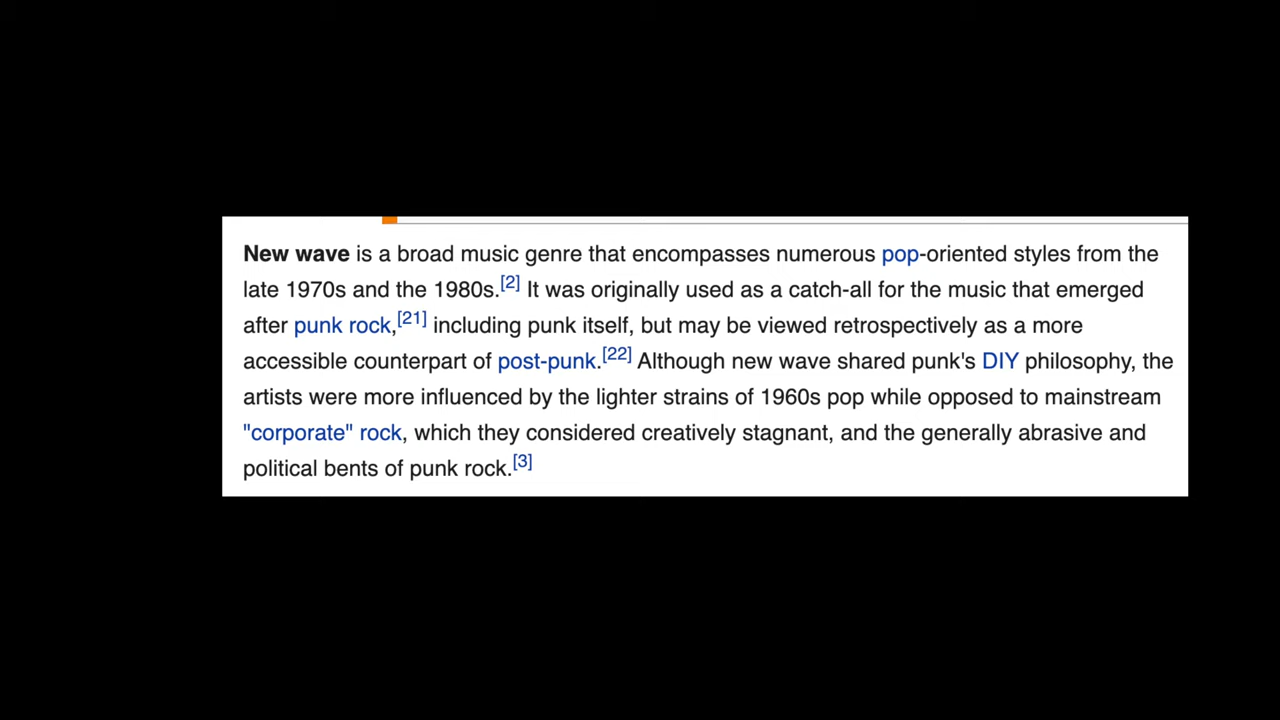 New wave is a broad music genre that encompasses numerous pop-oriented styles from the
late 1970s and the 1980s.[2] It was originally used as a catch-all for the music that emerged
after punk rock,[21] including punk itself, but may be viewed retrospectively as a more
accessible counterpart of post-punk.[22] Although new wave shared punk's DIY philosophy, the
artists were more influenced by the lighter strains of 1960s pop while opposed to mainstream
"corporate" rock, which they considered creatively stagnant, and the generally abrasive and
political bents of punk rock.[3]